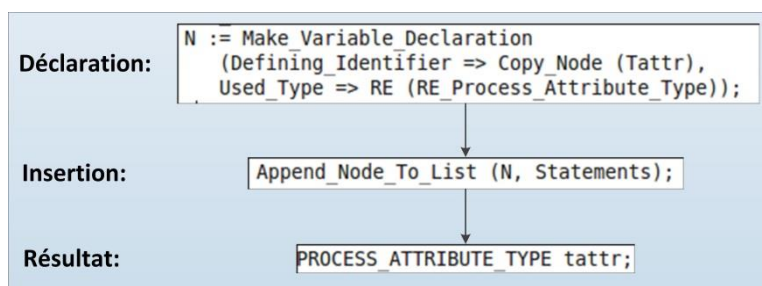 Déclaration:
N := Make_Variable_Declaration
(Defining_Identifier => Copy_Node (Tattr),
Used_Type => RE (RE_Process_Attribute_Type));
Insertion:
Append_Node_To_List (N, Statements);
Résultat:
PROCESS_ATTRIBUTE_TYPE tattr;